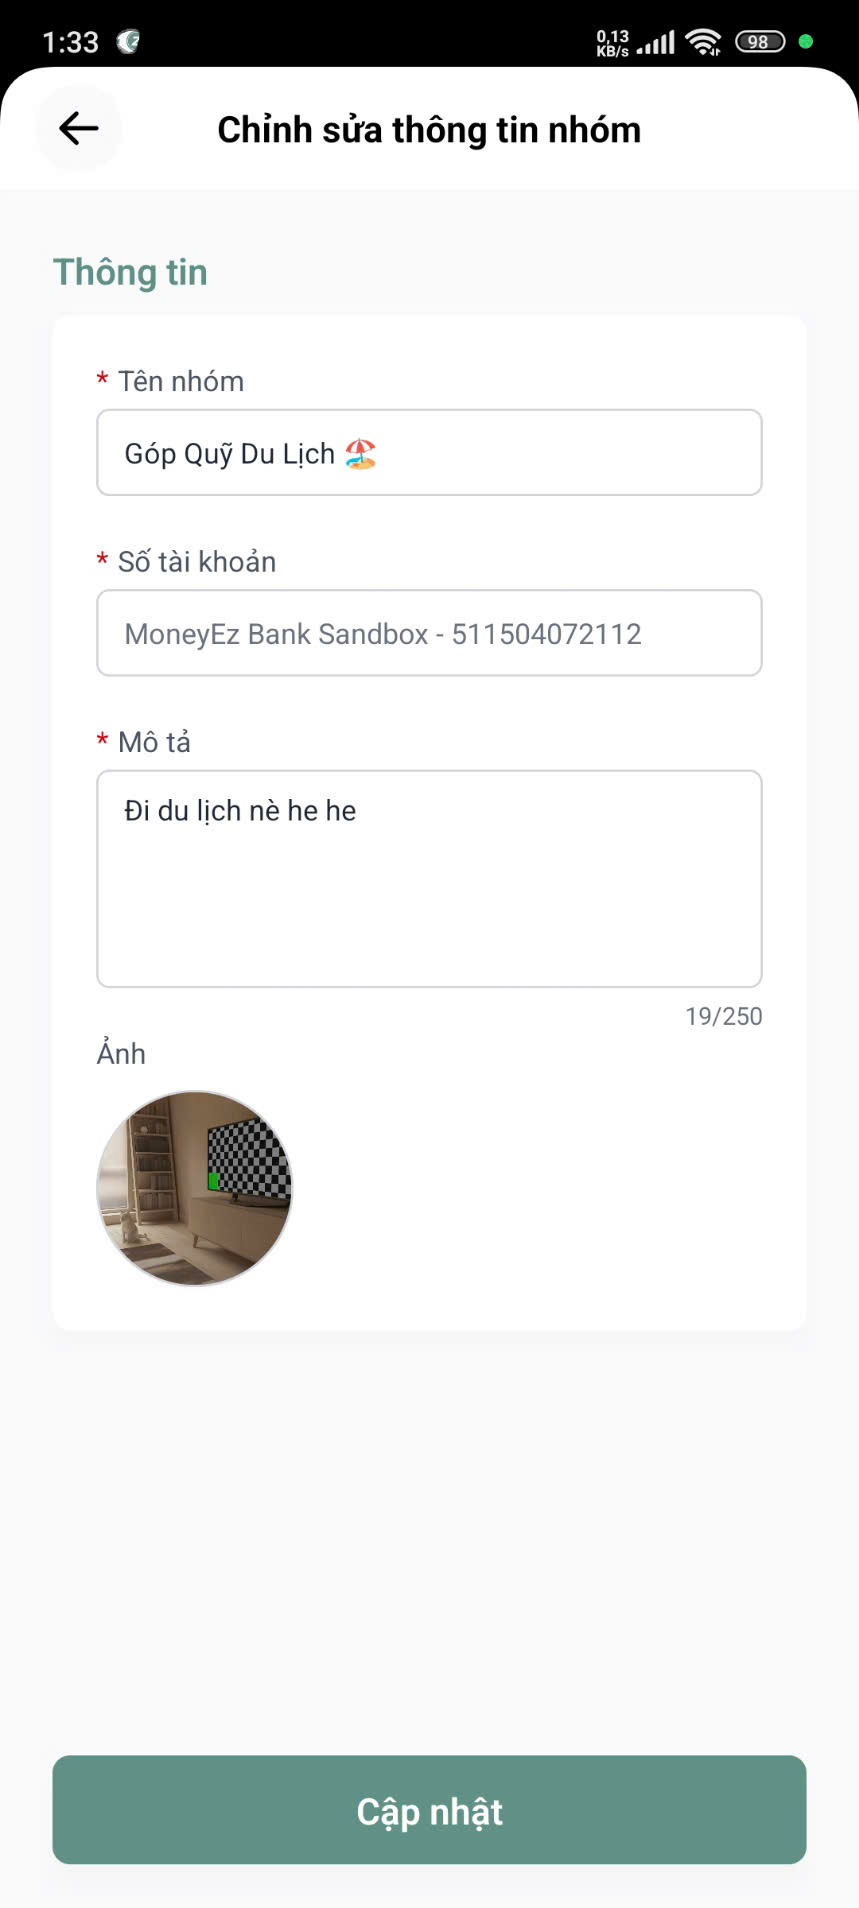 1:33
0,13
KB/s
98
Chỉnh sửa thông tin nhóm
Thông tin
* Tên nhóm
Góp Quỹ Du Lịch 🏖️
* Số tài khoản
MoneyEz Bank Sandbox - 511504072112
* Mô tả
Đi du lịch nè he he
19/250
Ảnh
Cập nhật